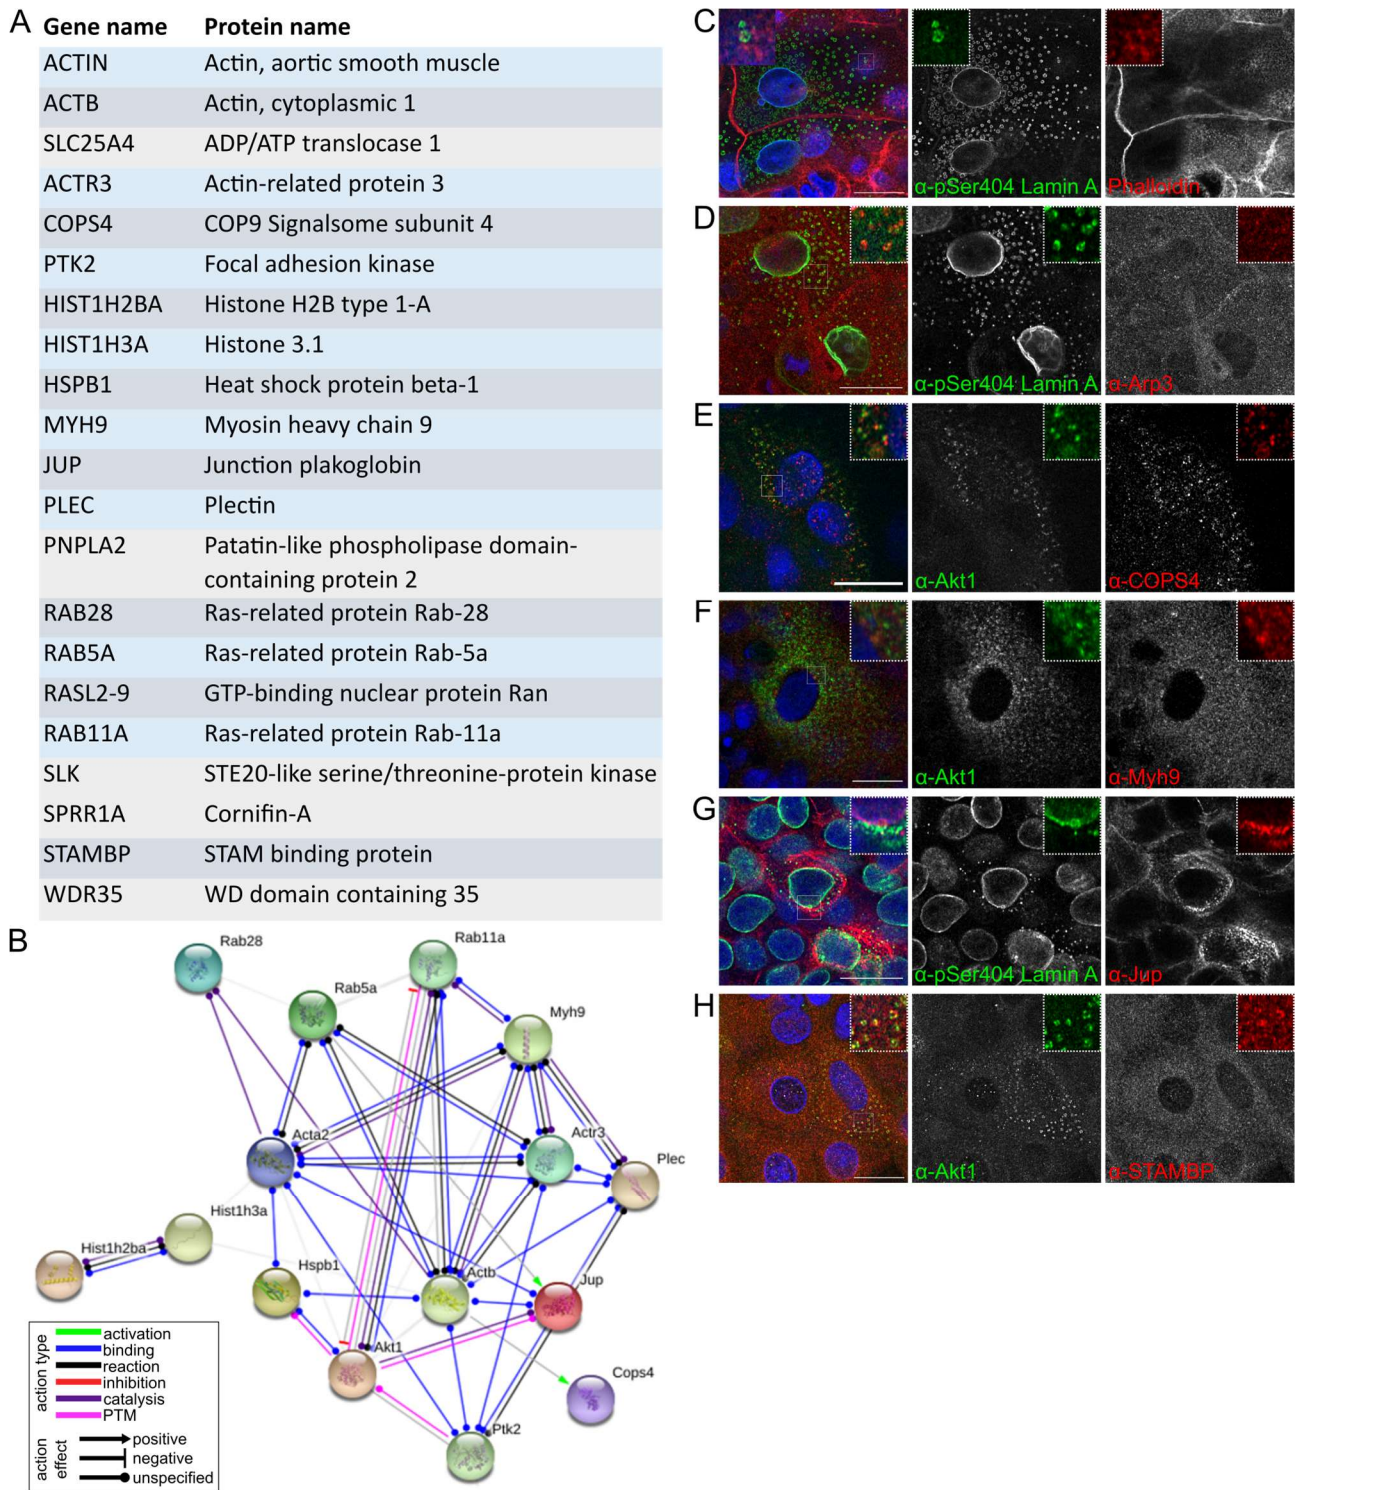 A
Gene name Protein name
ACTIN Actin, aortic smooth muscle
ACTB Actin, cytoplasmic 1
SLC25A4 ADP/ATP translocase 1
ACTR3 Actin-related protein 3
COPS4 COP9 Signalsome subunit 4
PTK2 Focal adhesion kinase
HIST1H2BA Histone H2B type 1-A
HIST1H3A Histone 3.1
HSPB1 Heat shock protein beta-1
MYH9 Myosin heavy chain 9
JUP Junction plakoglobin
PLEC Plectin
PNPLA2 Patatin-like phospholipase domain-
containing protein 2
RAB28 Ras-related protein Rab-28
RAB5A Ras-related protein Rab-5a
RASL2-9 GTP-binding nuclear protein Ran
RAB11A Ras-related protein Rab-11a
SLK STE20-like serine/threonine-protein kinase
SPRR1A Cornifin-A
STAMBP STAM binding protein
WDR35 WD domain containing 35
B
Rab28
Rab11a
Rab5a
Myh9
Acta2
Actr3
Plec
Hist1h3a
Hist1h2ba
Hspb1
Actb
Jup
Akt1
Cops4
Ptk2
action type
activation
binding
reaction
inhibition
catalysis
PTM
action
effect
positive
negative
unspecified
C
α-pSer404 Lamin A
Phalloidin
D
α-pSer404 Lamin A
α-Arp3
E
α-Akt1
α-COPS4
F
α-Akt1
α-Myh9
G
α-pSer404 Lamin A
α-Jup
H
α-Akt1
α-STAMBP